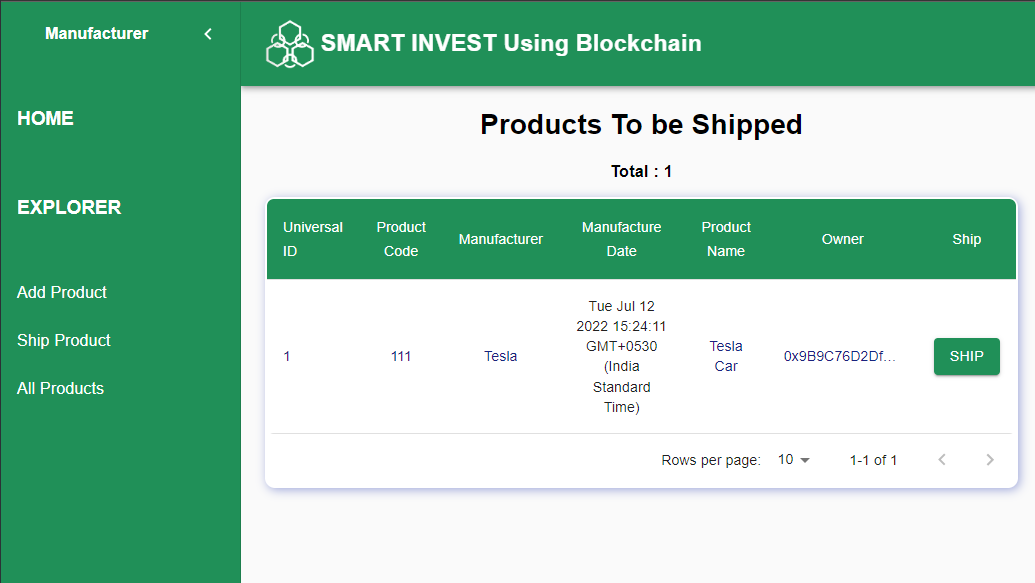 Manufacturer
SMART INVEST Using Blockchain
HOME
EXPLORER
Add Product
Ship Product
All Products
Products To be Shipped
Total : 1
Universal
ID
Product
Code
Manufacturer
Manufacture
Date
Product
Name
Owner
Ship
1
111
Tesla
Tue Jul 12
2022 15:24:11
GMT+0530
(India
Standard
Time)
Tesla
Car
0x9B9C76D2Df...
SHIP
Rows per page: 10 1-1 of 1